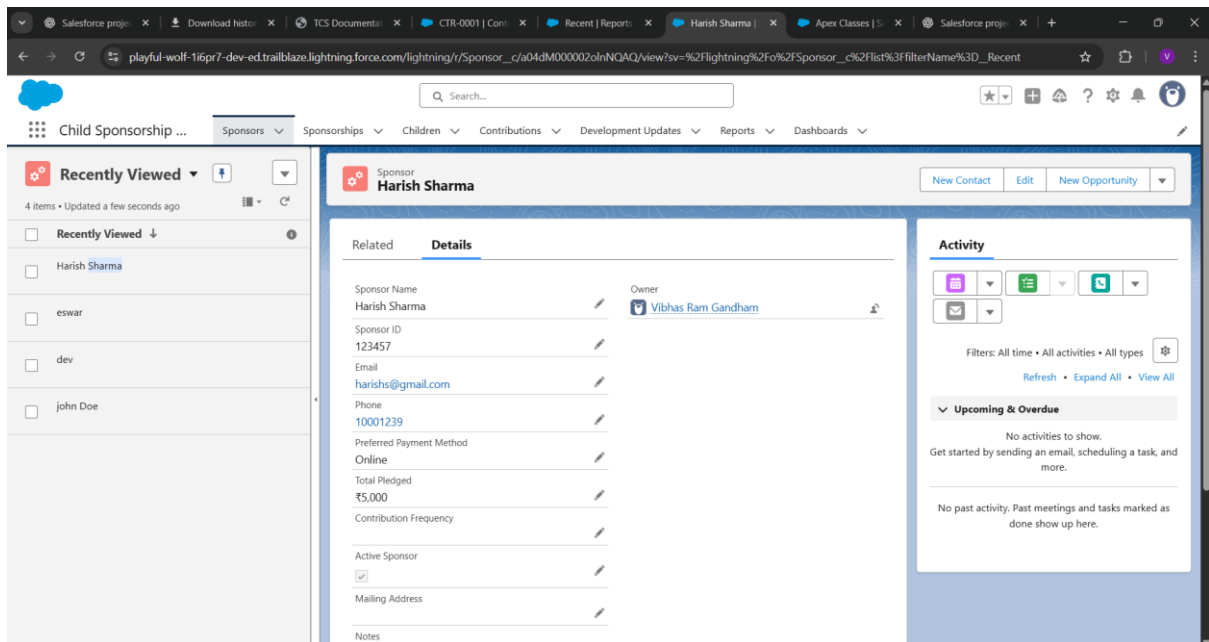 Salesforce projec
Download histor
TCS Documentat
CTR-0001 | Cont
Recent | Reports
Harish Sharma |
Apex Classes | S
Salesforce projec
playful-wolf-1i6pr7-dev-ed.trailblaze.lightning.force.com/lightning/r/Sponsor__c/a04dM000002olnNQAQ/view?sv=%2Flightning%2Fo%2FSponsor__c%2Flist%3FfilterName%3D__Recent
V
Search...
Child Sponsorship ...
Sponsors
Sponsorships
Children
Contributions
Development Updates
Reports
Dashboards
Recently Viewed
4 items • Updated a few seconds ago
Recently Viewed ↓
Harish Sharma
eswar
dev
john Doe
Sponsor
Harish Sharma
New Contact
Edit
New Opportunity
Related
Details
Sponsor Name
Harish Sharma
Owner
Vibhas Ram Gandham
Sponsor ID
123457
Email
harishs@gmail.com
Phone
10001239
Preferred Payment Method
Online
Total Pledged
₹5,000
Contribution Frequency
Active Sponsor
Mailing Address
Notes
Activity
Filters: All time • All activities • All types
Refresh • Expand All • View All
Upcoming & Overdue
No activities to show.
Get started by sending an email, scheduling a task, and
more.
No past activity. Past meetings and tasks marked as
done show up here.